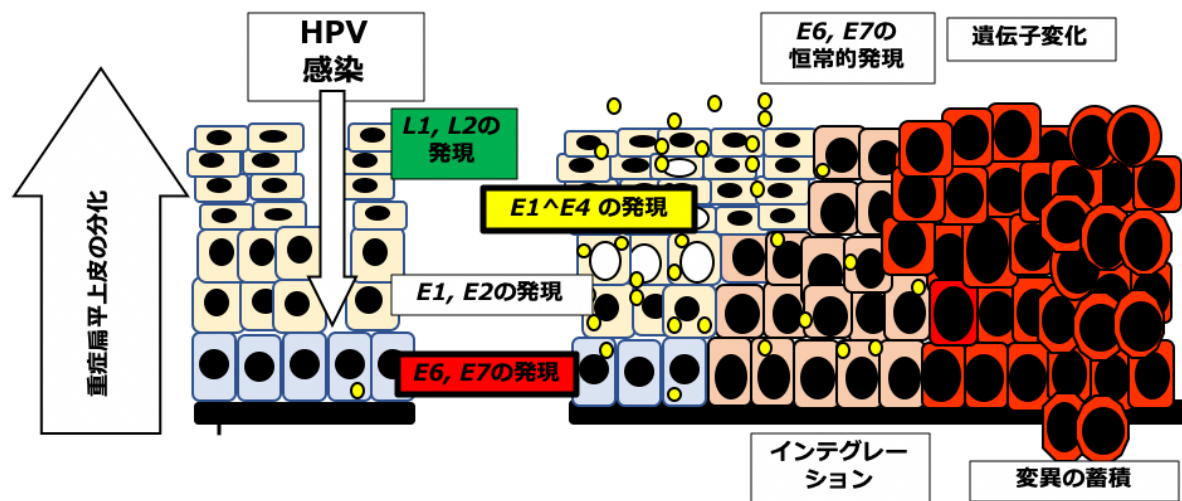 HPV
感染
E6, E7の
恒常的発現
遺伝子変化
L1, L2の
発現
E1^E4 の発現
E1, E2の発現
E6, E7の発現
重症扁平上皮の分化
インテグレー
ション
変異の蓄積